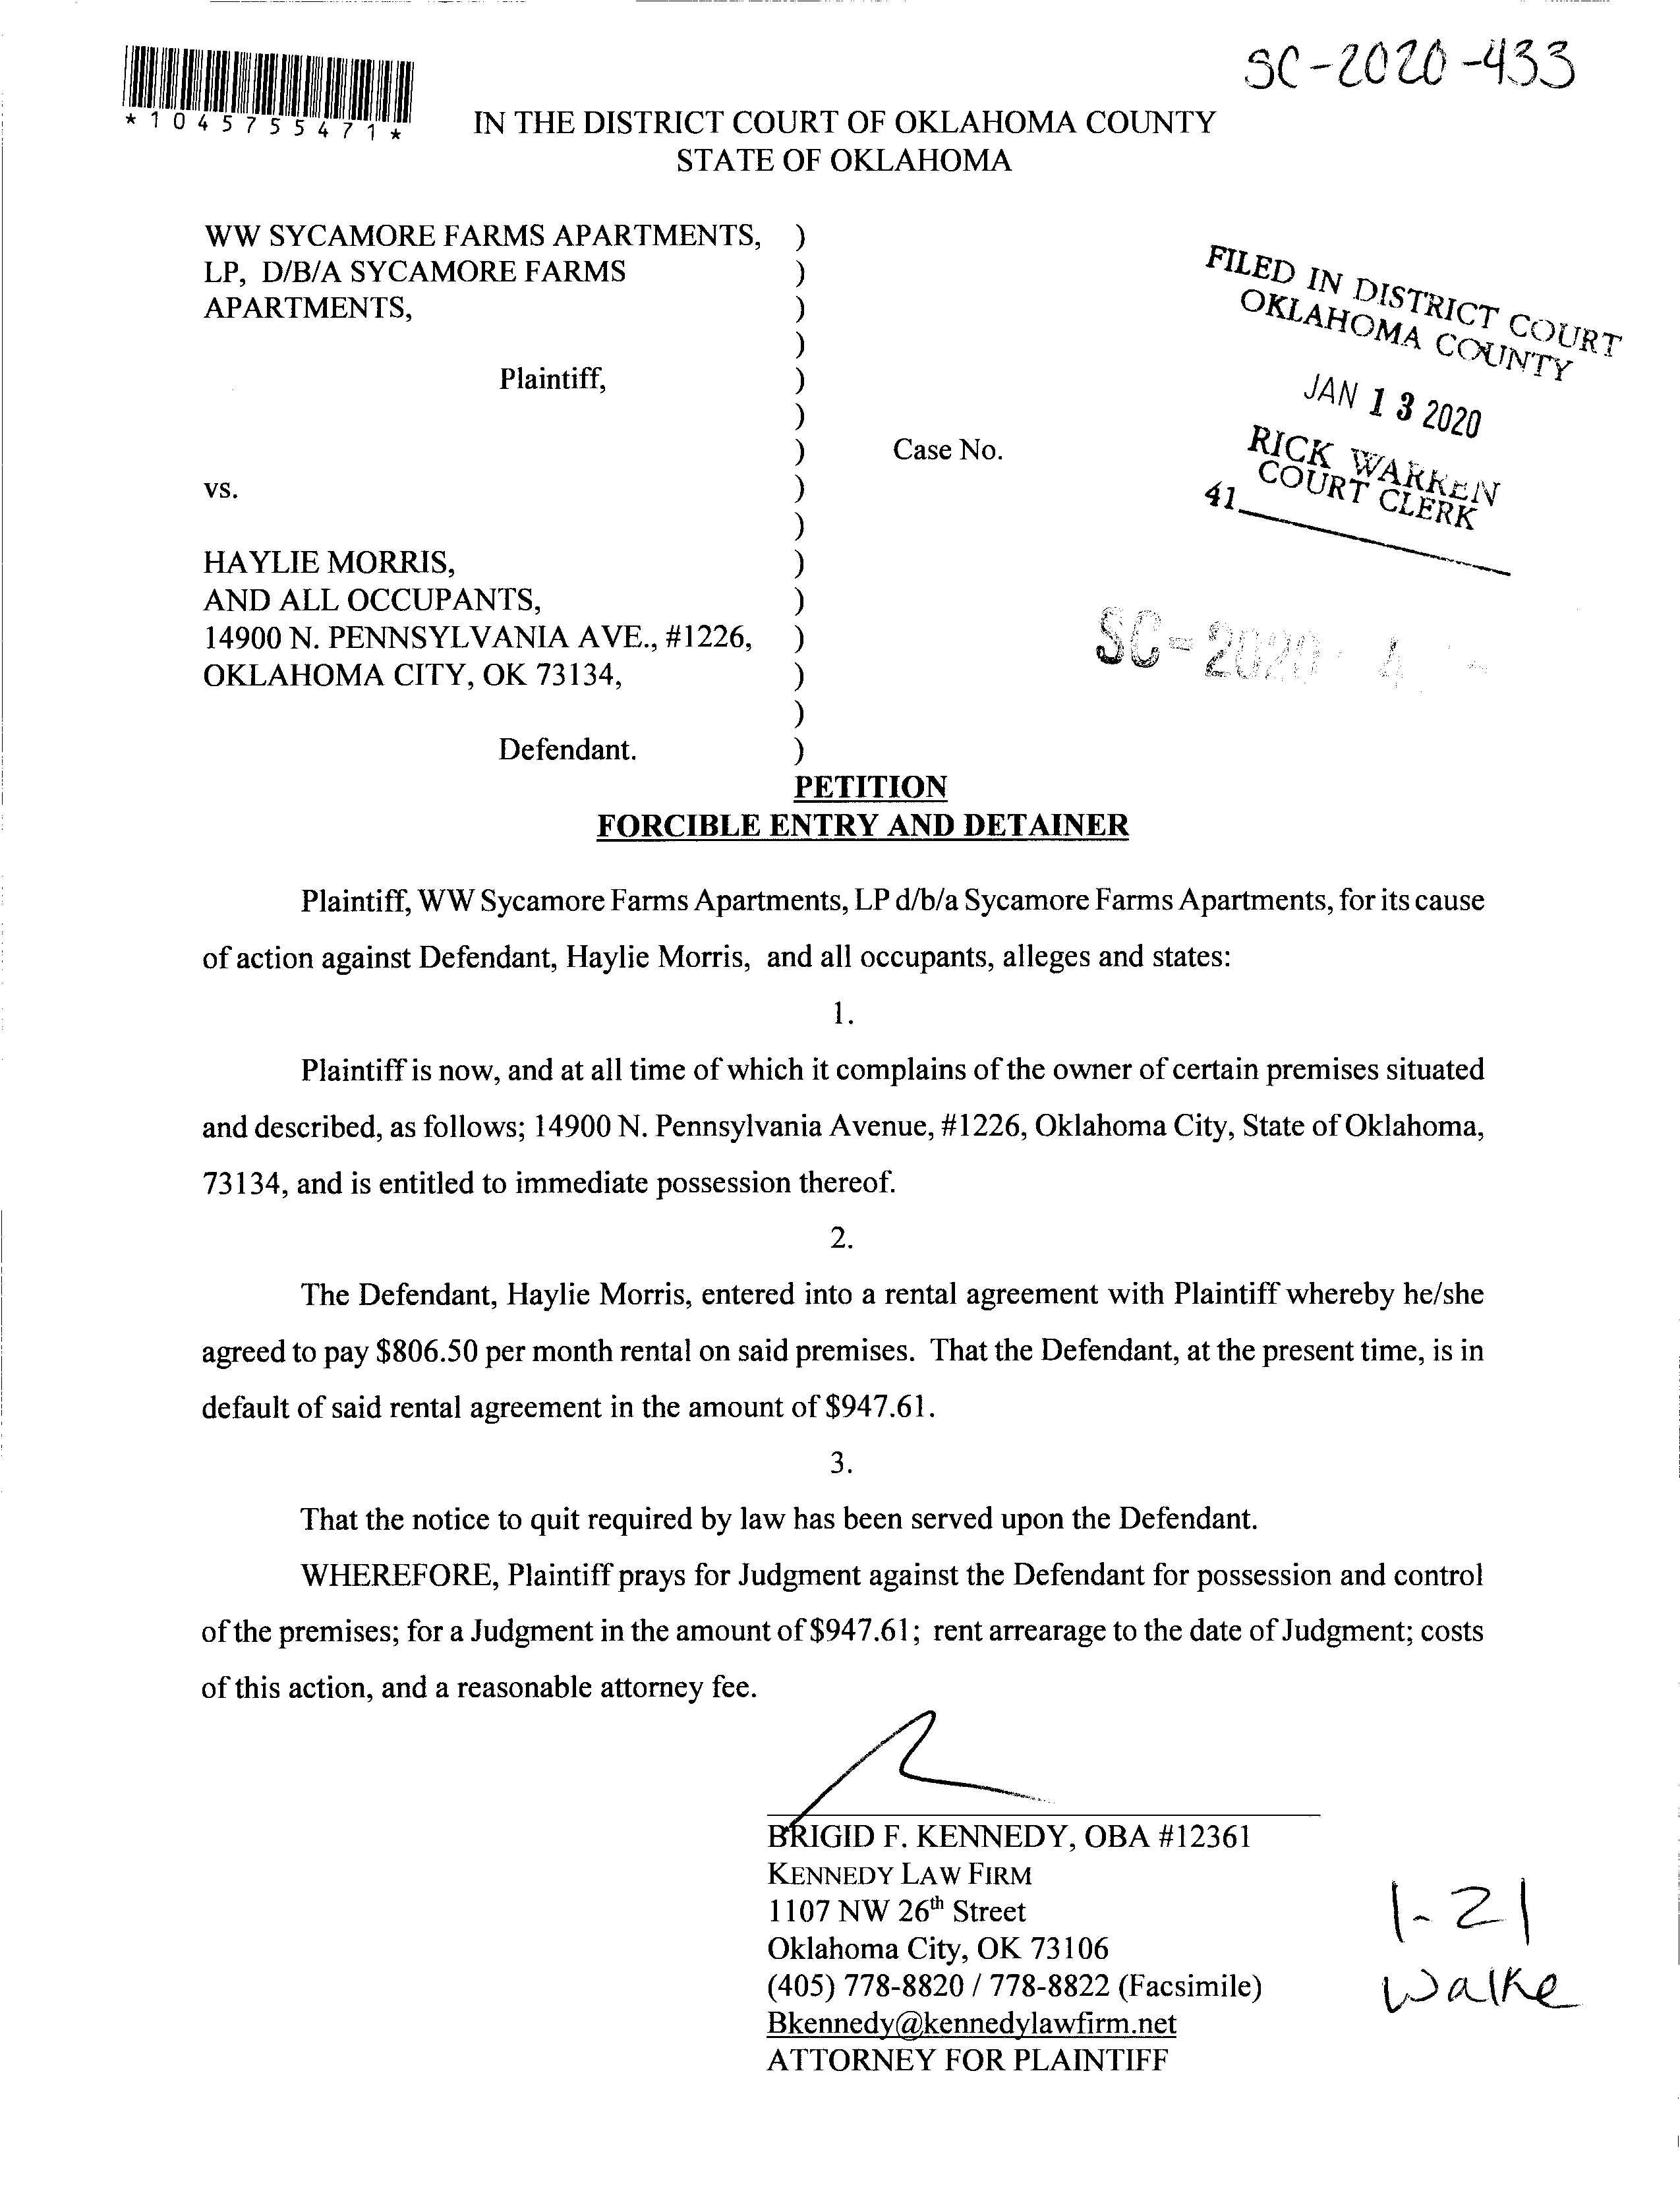 SC-2020-433
*1045755471*
IN THE DISTRICT COURT OF OKLAHOMA COUNTY
STATE OF OKLAHOMA
WW SYCAMORE FARMS APARTMENTS, )
LP, D/B/A SYCAMORE FARMS )
APARTMENTS, )
)
Plaintiff, )
)
) Case No.
vs. )
)
HAYLIE MORRIS, )
AND ALL OCCUPANTS, )
14900 N. PENNSYLVANIA AVE., #1226, )
OKLAHOMA CITY, OK 73134, )
)
Defendant. )
FILED IN DISTRICT COURT
OKLAHOMA COUNTY
JAN 13 2020
RICK WARREN
COURT CLERK
41
SC-2020 4
PETITION
FORCIBLE ENTRY AND DETAINER
Plaintiff, WW Sycamore Farms Apartments, LP d/b/a Sycamore Farms Apartments, for its cause
of action against Defendant, Haylie Morris, and all occupants, alleges and states:
1.
Plaintiff is now, and at all time of which it complains of the owner of certain premises situated
and described, as follows; 14900 N. Pennsylvania Avenue, #1226, Oklahoma City, State of Oklahoma,
73134, and is entitled to immediate possession thereof.
2.
The Defendant, Haylie Morris, entered into a rental agreement with Plaintiff whereby he/she
agreed to pay $806.50 per month rental on said premises. That the Defendant, at the present time, is in
default of said rental agreement in the amount of $947.61.
3.
That the notice to quit required by law has been served upon the Defendant.
WHEREFORE, Plaintiff prays for Judgment against the Defendant for possession and control
of the premises; for a Judgment in the amount of $947.61; rent arrearage to the date of Judgment; costs
of this action, and a reasonable attorney fee.
BRIGID F. KENNEDY, OBA #12361
KENNEDY LAW FIRM
1107 NW 26th Street
Oklahoma City, OK 73106
(405) 778-8820 / 778-8822 (Facsimile)
Bkennedy@kennedylawfirm.net
ATTORNEY FOR PLAINTIFF
1-21
Walke